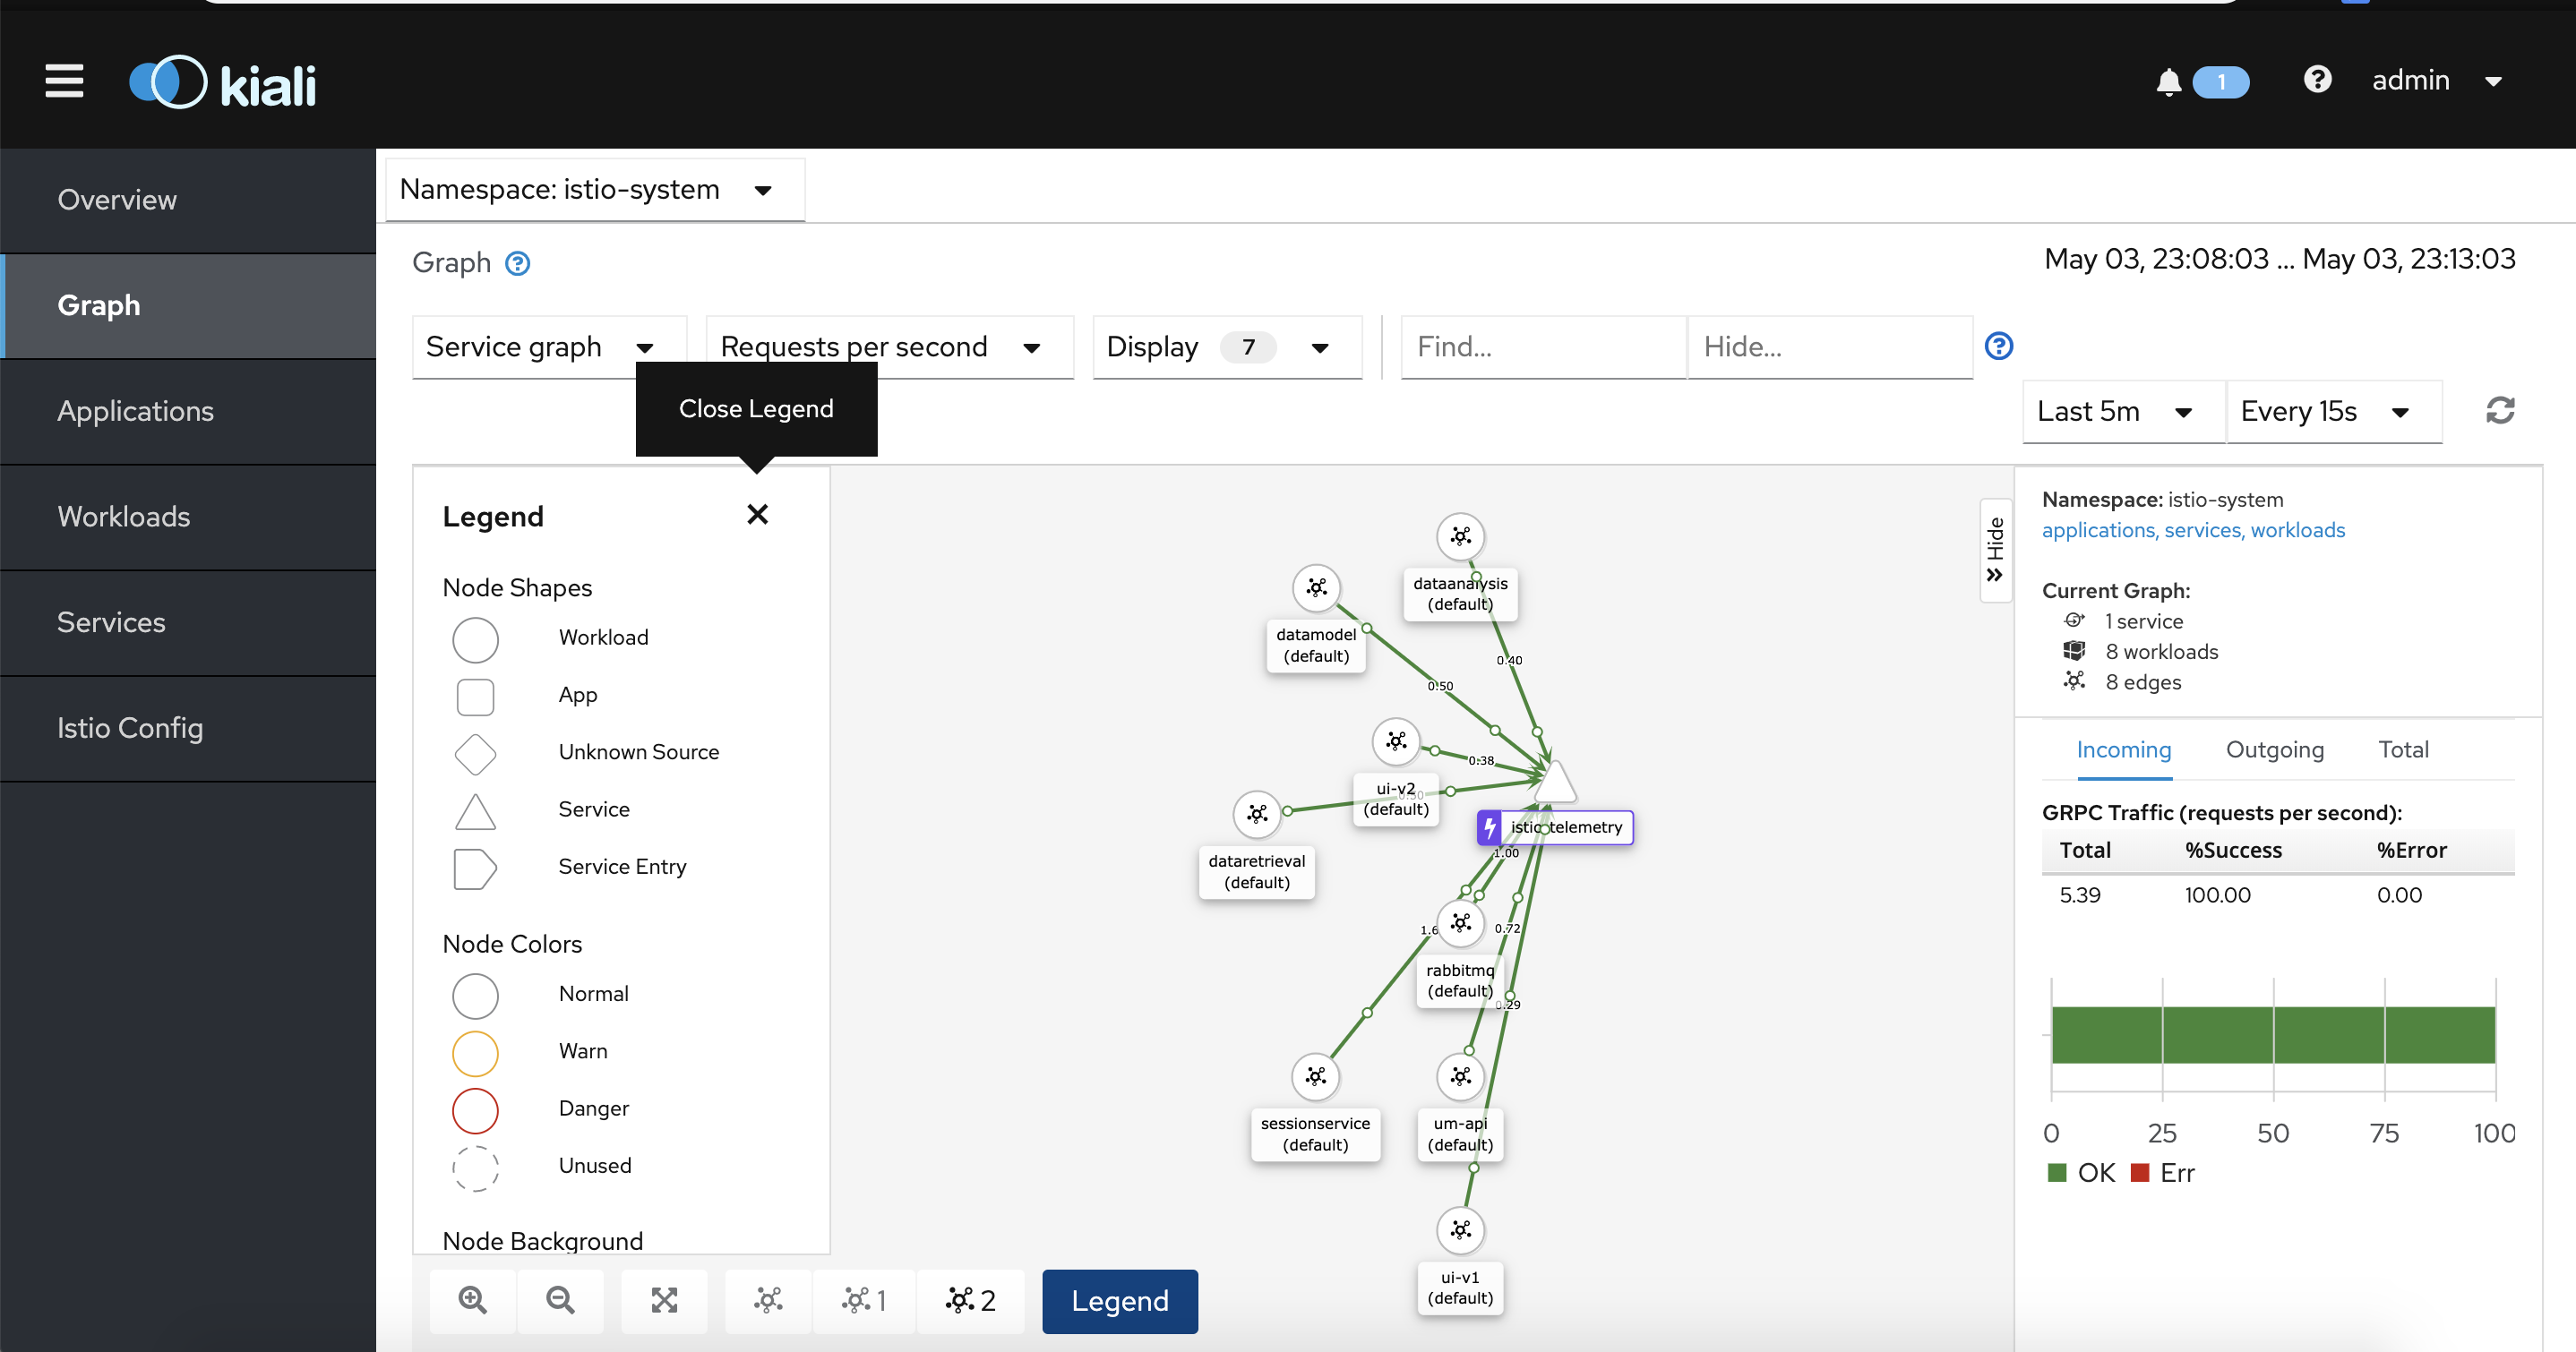 kiali
1
admin
Overview
Graph
Applications
Workloads
Services
Istio Config
Namespace: istio-system
Graph
May 03, 23:08:03 ... May 03, 23:13:03
Service graph
Requests per second
Display 7
Find...
Hide...
Close Legend
Last 5m
Every 15s
Legend
Node Shapes
Workload
App
Unknown Source
Service
Service Entry
Node Colors
Normal
Warn
Danger
Unused
Node Background
dataanalysis
(default)
datamodel
(default)
0.40
0.50
0.38
ui-v2
(default)
dataretrieval
(default)
istio-telemetry
1.00
0.72
rabbitmq
(default)
0.29
sessionservice
(default)
um-api
(default)
ui-v1
(default)
1
2
Legend
Hide
Namespace: istio-system
applications, services, workloads
Current Graph:
1 service
8 workloads
8 edges
Incoming
Outgoing
Total
GRPC Traffic (requests per second):
Total %Success %Error
5.39 100.00 0.00
0 25 50 75 100
OK Err